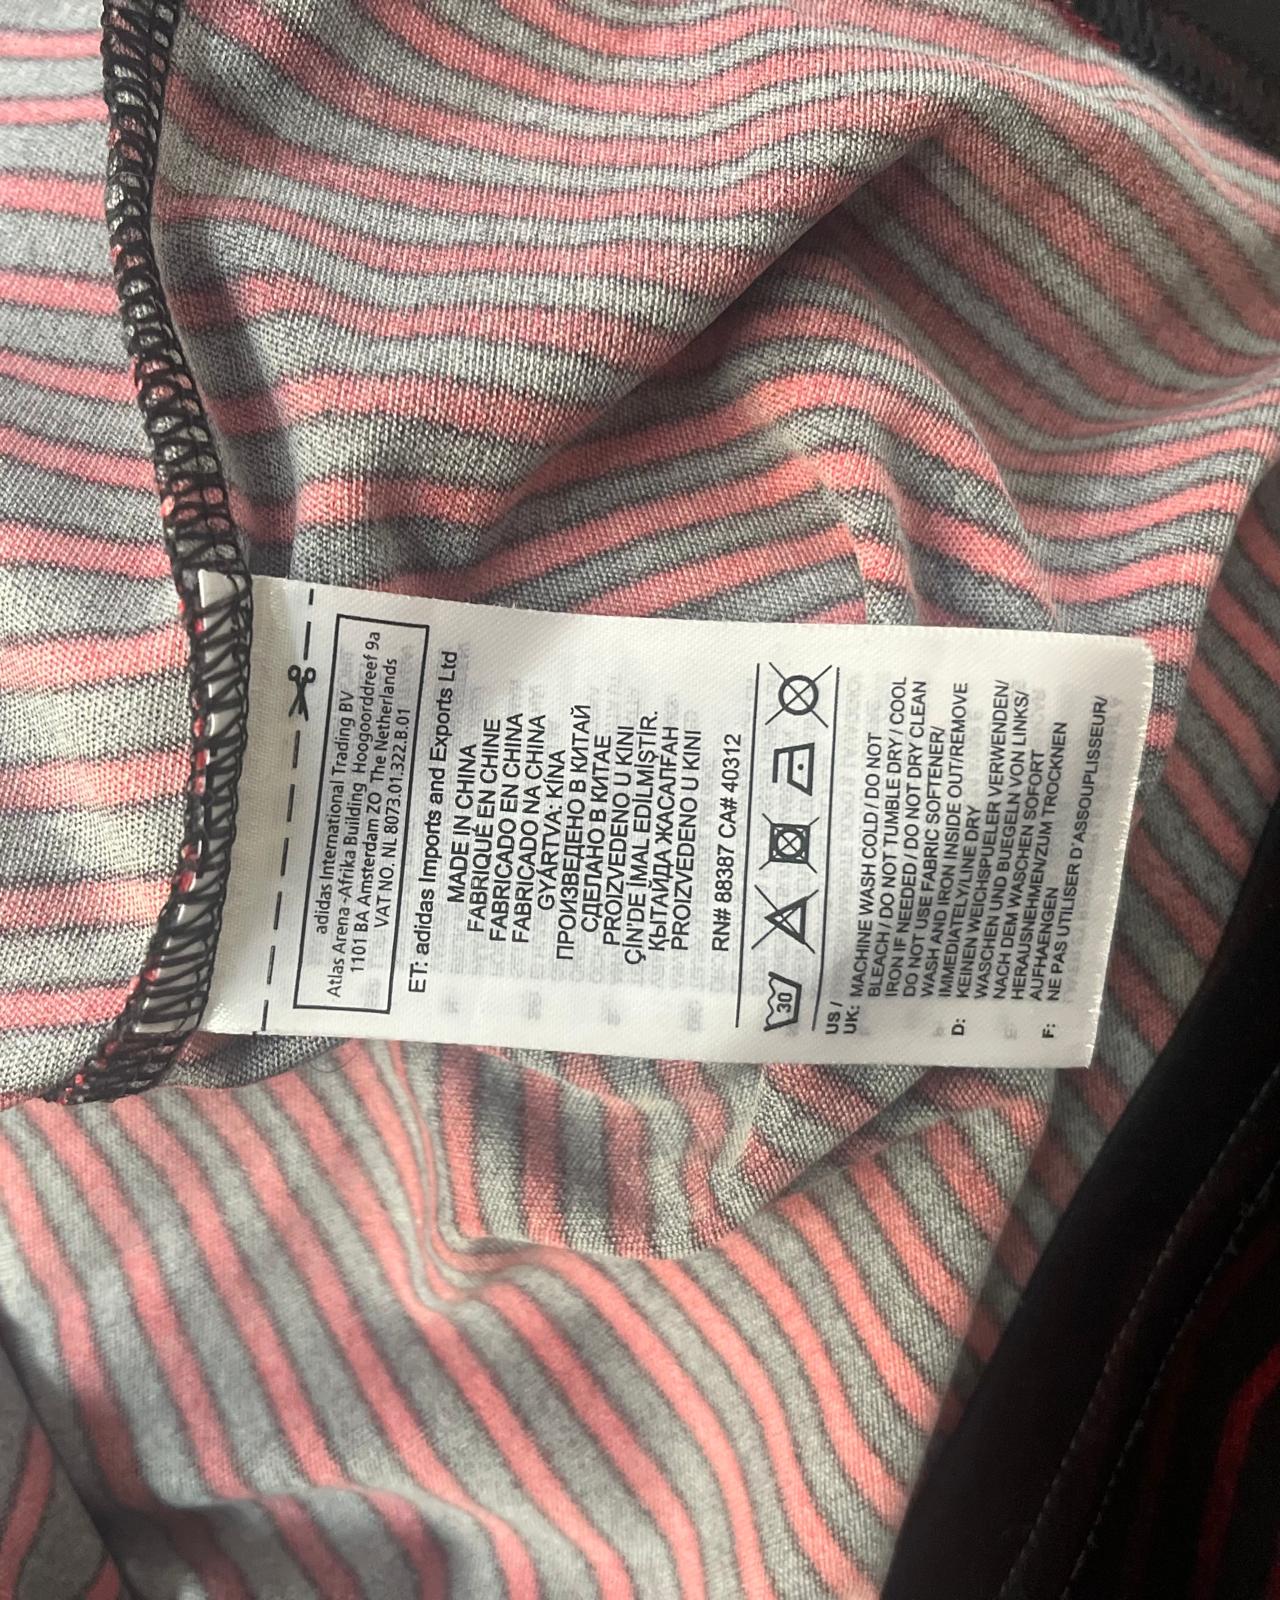 adidas International Trading BV
Atlas Arena -Afrika Building Hoogoorddreef 9a
1101 BA Amsterdam ZO The Netherlands
VAT NO. NL 8073.01.322.B.01
ET: adidas Imports and Exports Ltd
MADE IN CHINA
FABRIQUÉ EN CHINE
FABRICADO EN CHINA
FABRICADO NA CHINA
GYÁRTVA: KÍNA
ПРОИЗВЕДЕНО В КИТАЙ
СДЕЛАНО В КИТАЕ
PROIZVEDENO U KINI
ÇİN'DE İMAL EDİLMİŞTİR.
ҚЫТАЙДА ЖАСАЛҒАН
PROIZVEDENO U KINI
RN# 88387 CA# 40312
30
US /
UK: MACHINE WASH COLD / DO NOT
BLEACH / DO NOT TUMBLE DRY / COOL
IRON IF NEEDED / DO NOT DRY CLEAN
DO NOT USE FABRIC SOFTENER/
WASH AND IRON INSIDE OUT/REMOVE
IMMEDIATELY/LINE DRY
D: KEINEN WEICHSPUELER VERWENDEN/
WASCHEN UND BUEGELN VON LINKS/
NACH DEM WASCHEN SOFORT
HERAUSNEHMEN/ZUM TROCKNEN
AUFHAENGEN
F: NE PAS UTILISER D'ASSOUPLISSEUR/